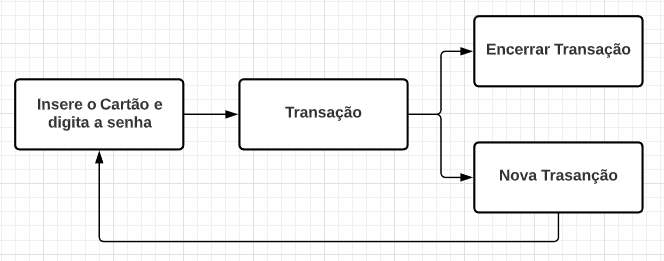 Encerrar Transação
Insere o Cartão e
digita a senha
Transação
Nova Trasanção